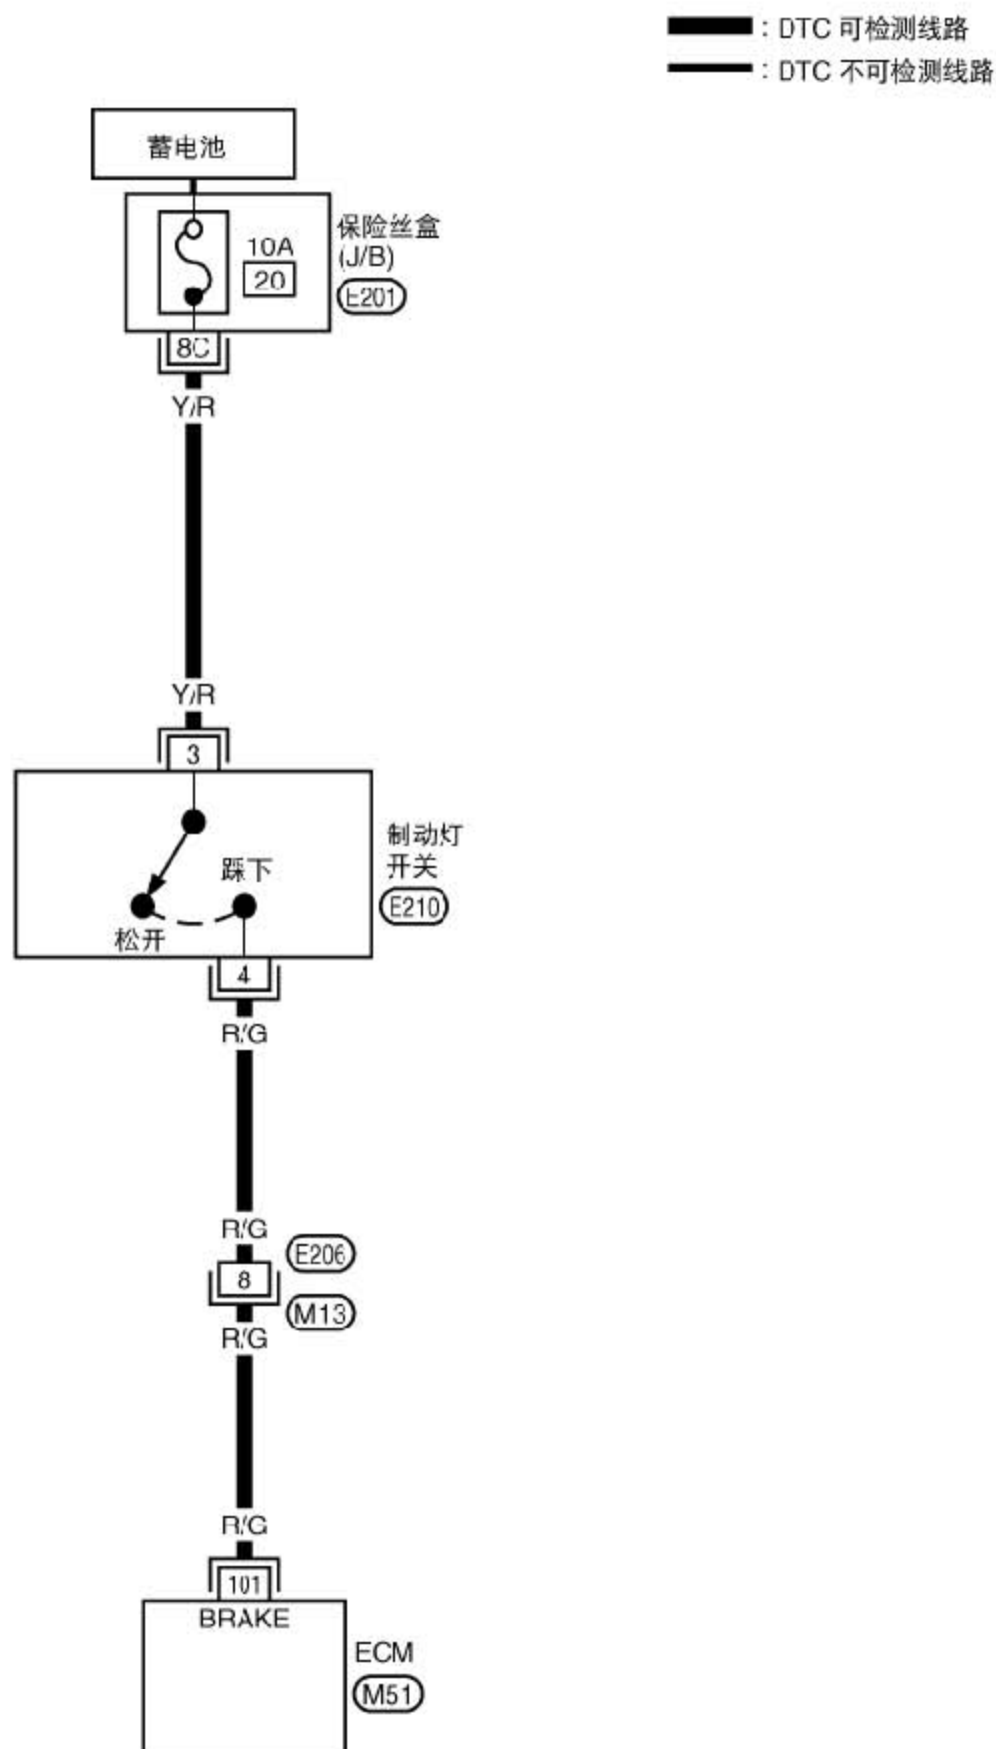 : DTC 可检测线路
: DTC 不可检测线路
蓄电池
保险丝盒
(J/B)
E201
10A
20
8C
Y/R
Y/R
3
制动灯
开关
E210
踩下
松开
4
R/G
R/G
E206
8
M13
R/G
R/G
101
BRAKE
ECM
M51